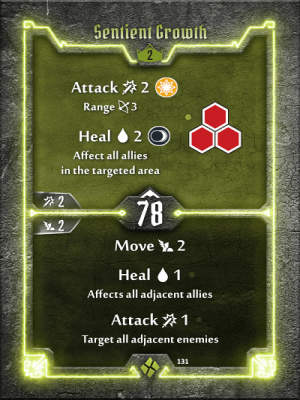 Sentient Growth
2
Attack 2
Range 3
Heal 2
Affect all allies
in the targeted area
2
78
2
Move 2
Heal 1
Affects all adjacent allies
Attack 1
Target all adjacent enemies
131